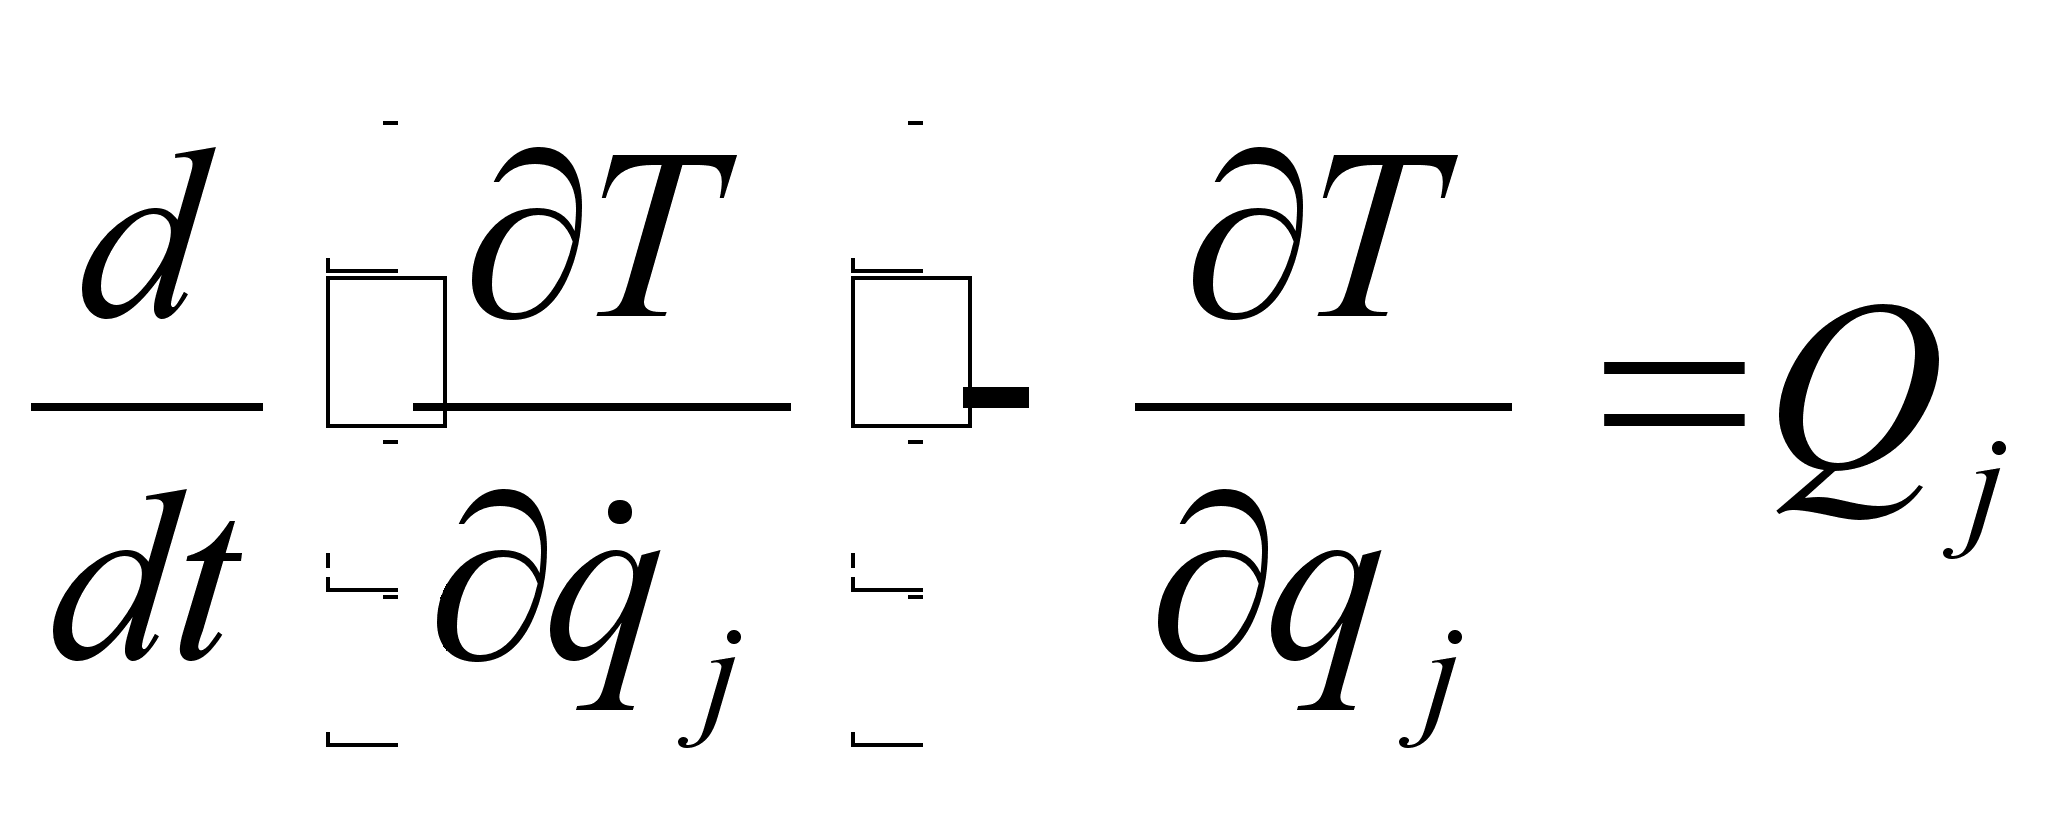 d/dt (∂T/∂q̇_j) - ∂T/∂q_j = Q_j